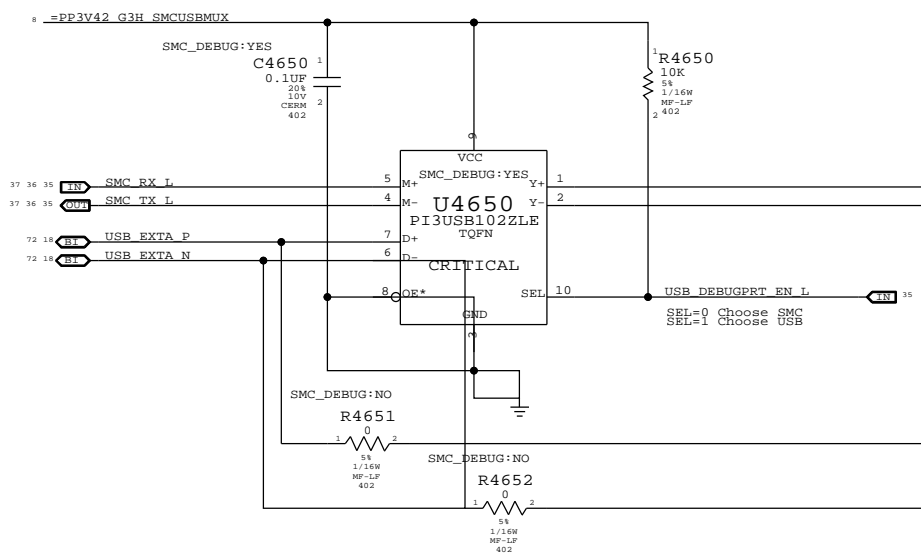 8 =PP3V42_G3H_SMCUSBMUX
SMC_DEBUG:YES
C4650
1
0.1UF
20%
10V
CERM
402
2
1
R4650
10K
5%
1/16W
MF-LF
402
2
9
VCC
SMC_DEBUG:YES
U4650
PI3USB102ZLE
TQFN
CRITICAL
37 36 35 IN SMC_RX_L 5 M+ Y+ 1
37 36 35 OUT SMC_TX_L 4 M- Y- 2
72 18 BI USB_EXTA_P 7 D+
72 18 BI USB_EXTA_N 6 D-
8 OE* SEL 10 USB_DEBUGPRT_EN_L IN 35
GND
3
SEL=0 Choose SMC
SEL=1 Choose USB
SMC_DEBUG:NO
R4651
1 0 2
5%
1/16W
MF-LF
402
SMC_DEBUG:NO
R4652
1 0 2
5%
1/16W
MF-LF
402